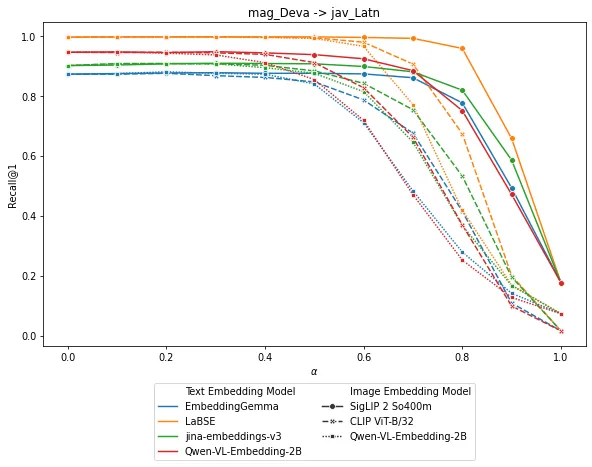 mag_Deva -> jav_Latn
Recall@1
1.0
0.8
0.6
0.4
0.2
0.0
0.0 0.2 0.4 0.6 0.8 1.0
α
Text Embedding Model
EmbeddingGemma
LaBSE
jina-embeddings-v3
Qwen-VL-Embedding-2B
Image Embedding Model
SigLIP 2 So400m
CLIP ViT-B/32
Qwen-VL-Embedding-2B